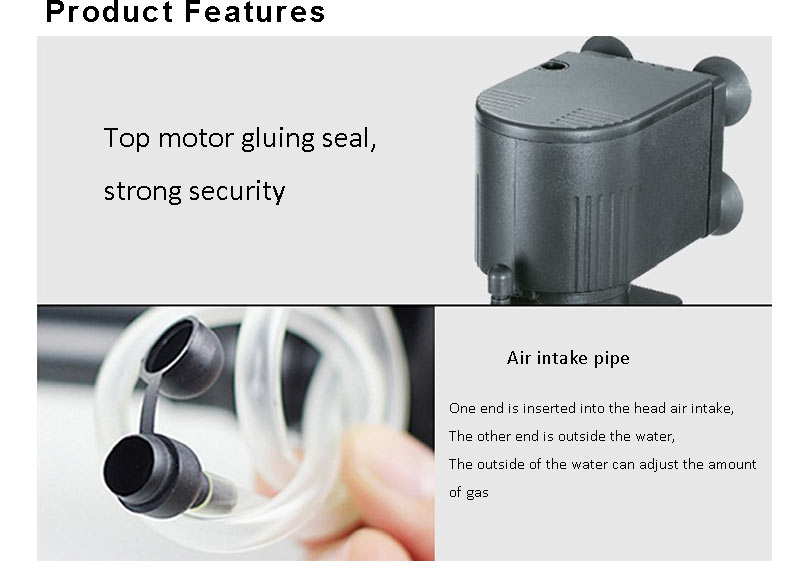 Product Features
Top motor gluing seal,
strong security
Air intake pipe
One end is inserted into the head air intake,
The other end is outside the water,
The outside of the water can adjust the amount
of gas